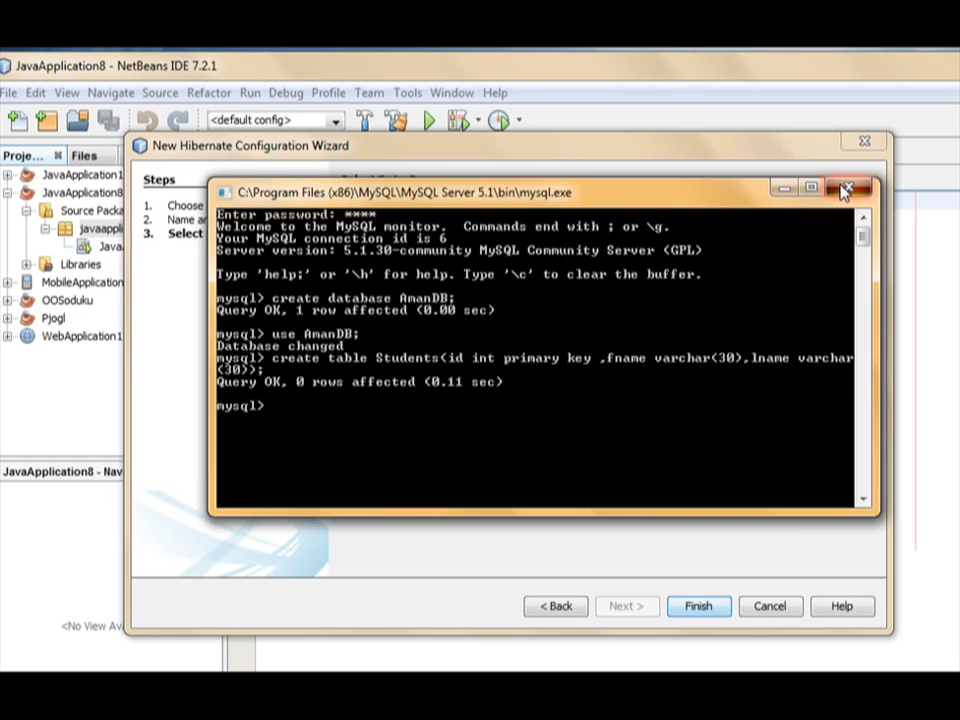 JavaApplication8 - NetBeans IDE 7.2.1
File Edit View Navigate Source Refactor Run Debug Profile Team Tools Window Help
<default config>
New Hibernate Configuration Wizard
Proje... Files
JavaApplication1
JavaApplication8
Source Packa
javaappli
Java
Libraries
MobileApplication
OOSoduku
Pjogl
WebApplication1
Steps
1. Choose
2. Name an
3. Select
C:\Program Files (x86)\MySQL\MySQL Server 5.1\bin\mysql.exe
Enter password: ****
Welcome to the MySQL monitor.  Commands end with ; or \g.
Your MySQL connection id is 6
Server version: 5.1.30-community MySQL Community Server (GPL)
Type 'help;' or '\h' for help. Type '\c' to clear the buffer.
mysql> create database AmanDB;
Query OK, 1 row affected (0.00 sec)
mysql> use AmanDB;
Database changed
mysql> create table Students(id int primary key ,fname varchar(30),lname varchar
(30));
Query OK, 0 rows affected (0.11 sec)
mysql>
JavaApplication8 - Nav
<No View Av
< Back Next > Finish Cancel Help